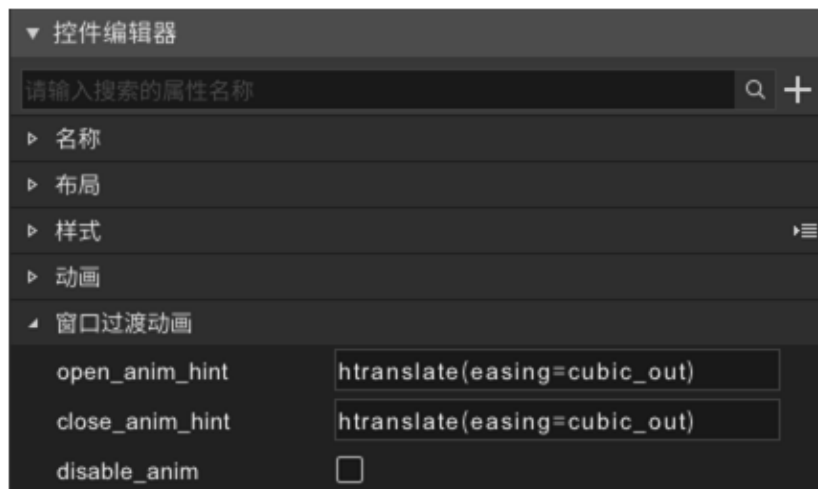 控件编辑器
请输入搜索的属性名称
名称
布局
样式
动画
窗口过渡动画
open_anim_hint htranslate(easing=cubic_out)
close_anim_hint htranslate(easing=cubic_out)
disable_anim